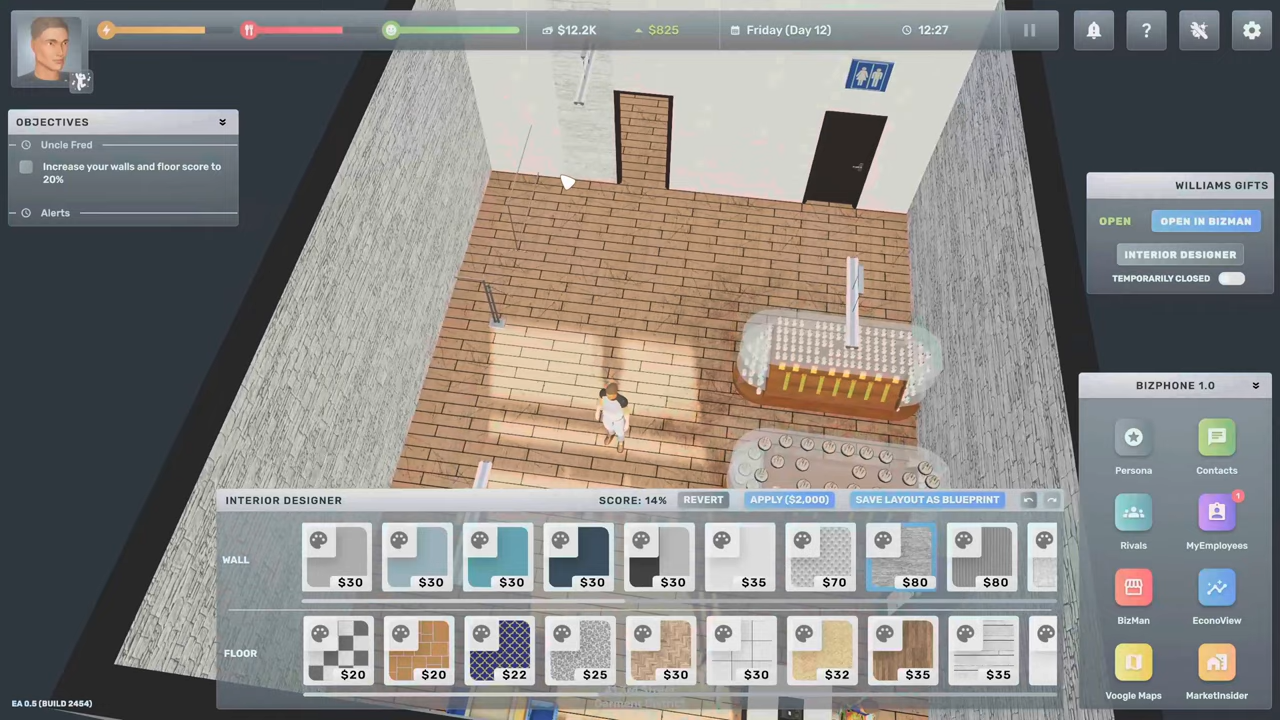 $12.2K
$825
Friday (Day 12)
12:27
?
OBJECTIVES
Uncle Fred
Increase your walls and floor score to
20%
Alerts
WILLIAMS GIFTS
OPEN
OPEN IN BIZMAN
INTERIOR DESIGNER
TEMPORARILY CLOSED
BIZPHONE 1.0
Persona
Contacts
Rivals
1
MyEmployees
BizMan
EconoView
Voogle Maps
MarketInsider
INTERIOR DESIGNER
SCORE: 14%
REVERT
APPLY ($2,000)
SAVE LAYOUT AS BLUEPRINT
WALL
$30
$30
$30
$30
$30
$35
$70
$80
$80
FLOOR
$20
$20
$22
$25
$30
$30
$32
$35
$35
Garment District
EA 0.5 (BUILD 2454)